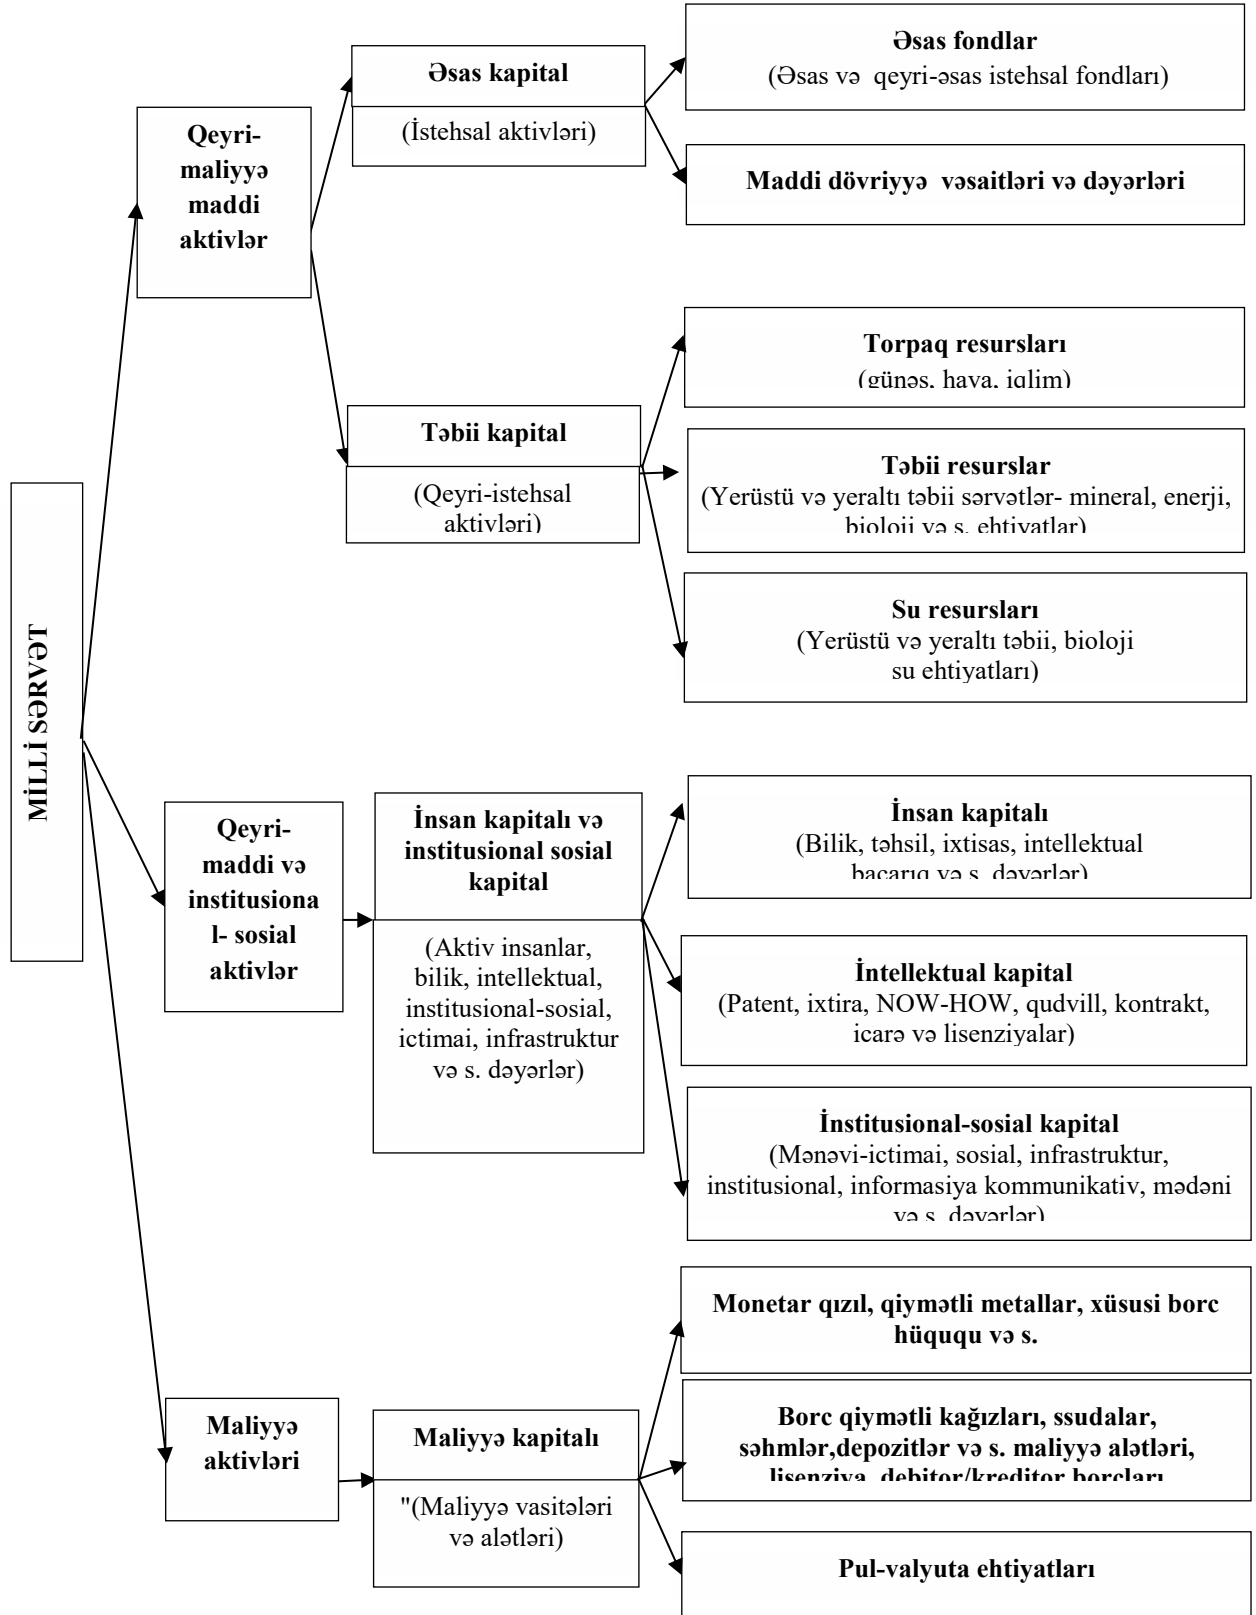 MİLLİ SƏRVƏT
Qeyri-
maliyyə
maddi
aktivlər
Əsas kapital
(İstehsal aktivləri)
Əsas fondlar
(Əsas və qeyri-əsas istehsal fondları)
Maddi dövriyyə vəsaitləri və dəyərləri
Təbii kapital
(Qeyri-istehsal
aktivləri)
Torpaq resursları
(günəş, hava, iqlim)
Təbii resurslar
(Yerüstü və yeraltı təbii sərvətlər- mineral, enerji,
bioloji və s. ehtiyatlar)
Su resursları
(Yerüstü və yeraltı təbii, bioloji
su ehtiyatları)
Qeyri-
maddi və
institusiona
l- sosial
aktivlər
İnsan kapitalı və
institusional sosial
kapital
(Aktiv insanlar,
bilik, intellektual,
institusional-sosial,
ictimai, infrastruktur
və s. dəyərlər)
İnsan kapitalı
(Bilik, təhsil, ixtisas, intellektual
bacarıq və s. dəyərlər)
İntellektual kapital
(Patent, ixtira, NOW-HOW, qudvill, kontrakt,
icarə və lisenziyalar)
İnstitusional-sosial kapital
(Mənəvi-ictimai, sosial, infrastruktur,
institusional, informasiya kommunikativ, mədəni
və s. dəyərlər)
Maliyyə
aktivləri
Maliyyə kapitalı
"(Maliyyə vasitələri
və alətləri)
Monetar qızıl, qiymətli metallar, xüsusi borc
hüququ və s.
Borc qiymətli kağızları, ssudalar,
səhmlər,depozitlər və s. maliyyə alətləri,
lisenziya, debitor/kreditor borcları
Pul-valyuta ehtiyatları